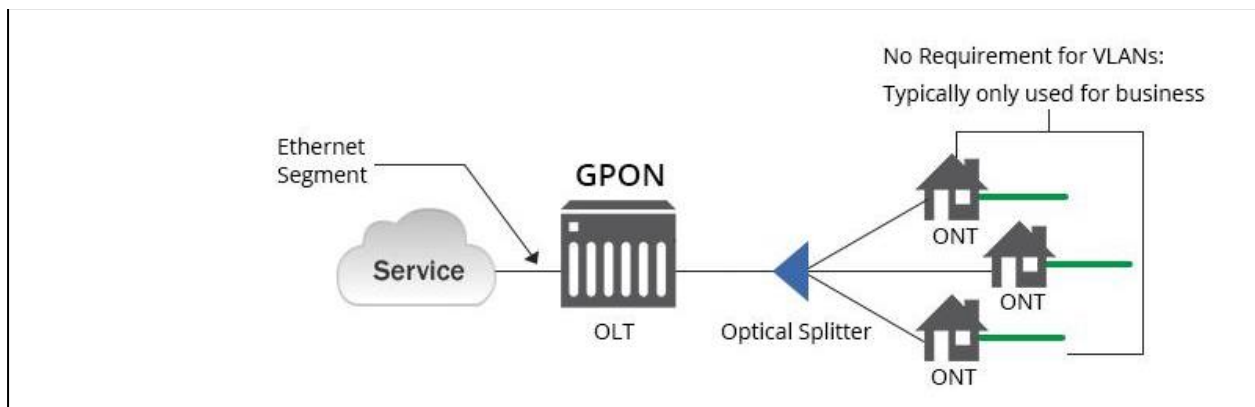 No Requirement for VLANs:
Typically only used for business
Ethernet
Segment
GPON
Service
OLT
Optical Splitter
ONT
ONT
ONT